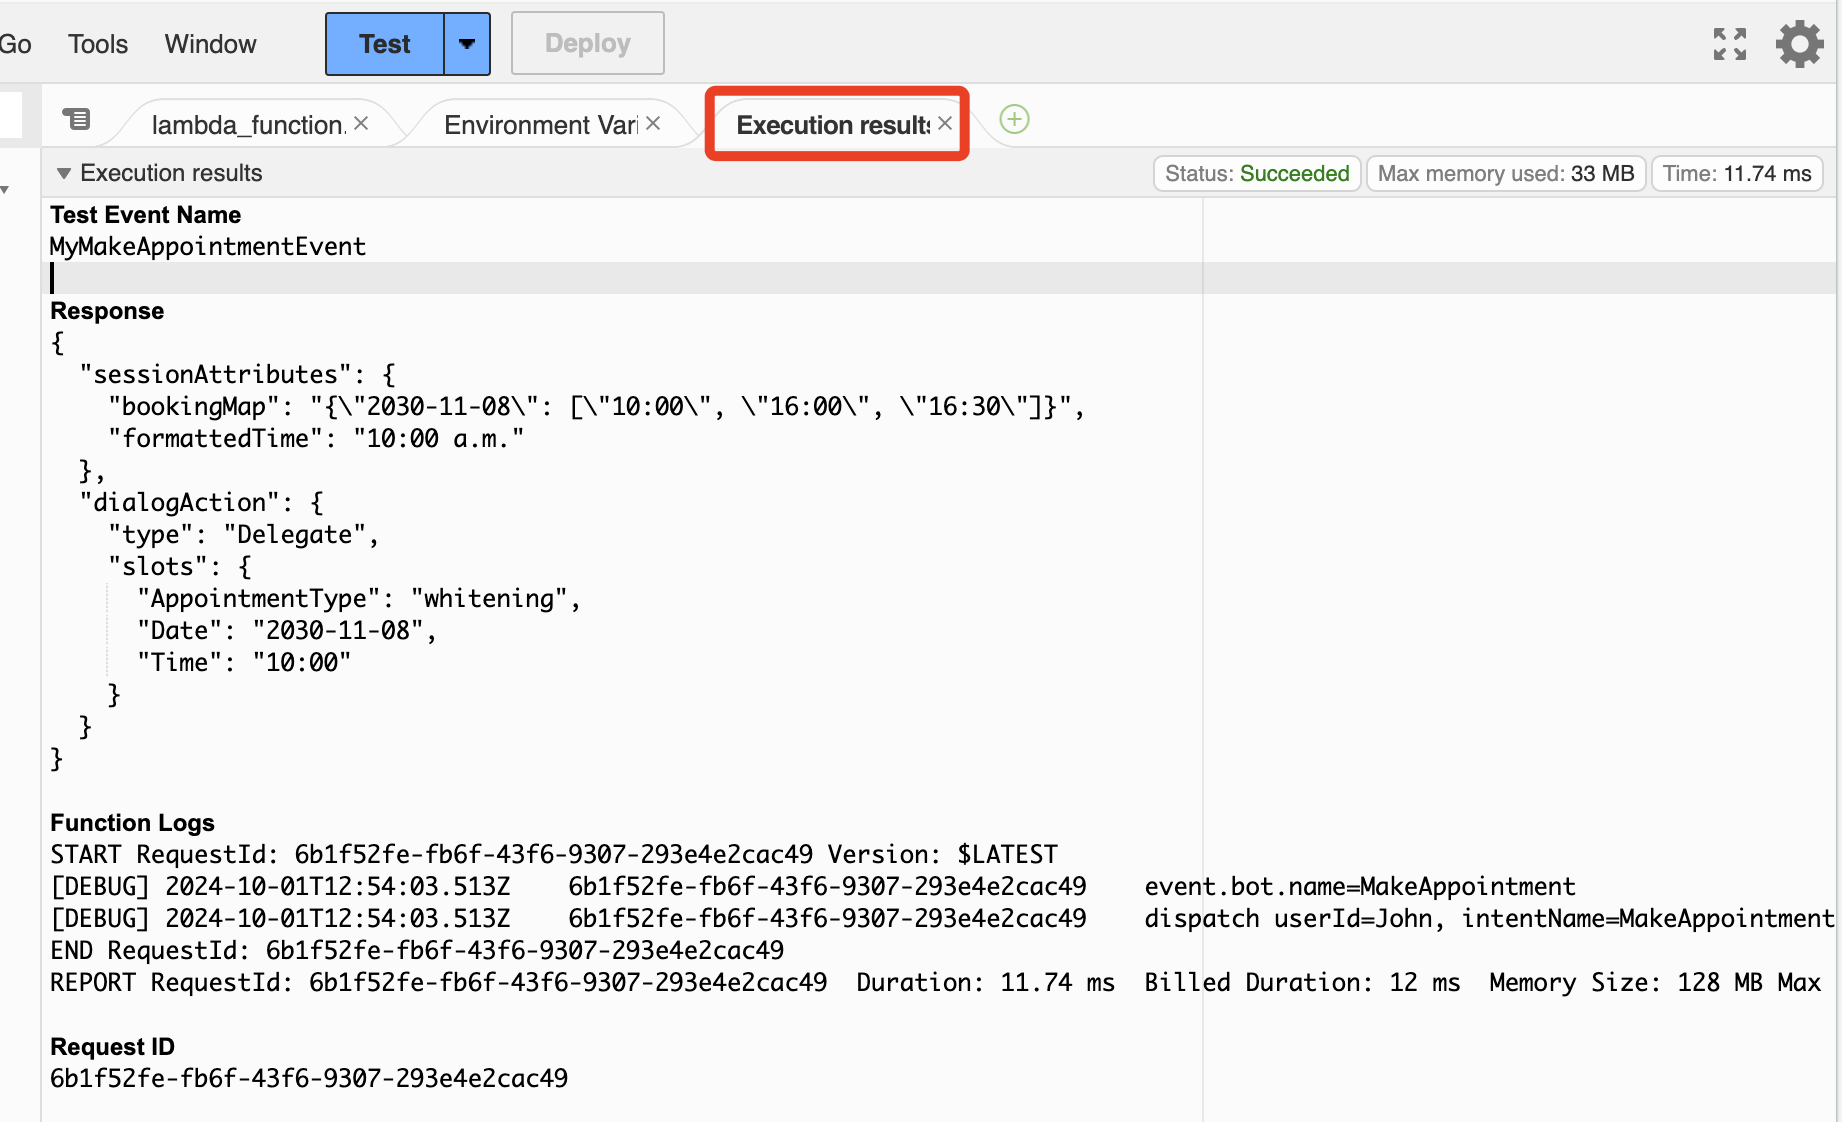 Go Tools Window Test Deploy
lambda_function. Environment Vari Execution results
Execution results Status: Succeeded Max memory used: 33 MB Time: 11.74 ms
Test Event Name
MyMakeAppointmentEvent
Response
{
  "sessionAttributes": {
    "bookingMap": "{\"2030-11-08\": [\"10:00\", \"16:00\", \"16:30\"]}",
    "formattedTime": "10:00 a.m."
  },
  "dialogAction": {
    "type": "Delegate",
    "slots": {
      "AppointmentType": "whitening",
      "Date": "2030-11-08",
      "Time": "10:00"
    }
  }
}
Function Logs
START RequestId: 6b1f52fe-fb6f-43f6-9307-293e4e2cac49 Version: $LATEST
[DEBUG] 2024-10-01T12:54:03.513Z    6b1f52fe-fb6f-43f6-9307-293e4e2cac49    event.bot.name=MakeAppointment
[DEBUG] 2024-10-01T12:54:03.513Z    6b1f52fe-fb6f-43f6-9307-293e4e2cac49    dispatch userId=John, intentName=MakeAppointment
END RequestId: 6b1f52fe-fb6f-43f6-9307-293e4e2cac49
REPORT RequestId: 6b1f52fe-fb6f-43f6-9307-293e4e2cac49  Duration: 11.74 ms  Billed Duration: 12 ms  Memory Size: 128 MB Max
Request ID
6b1f52fe-fb6f-43f6-9307-293e4e2cac49